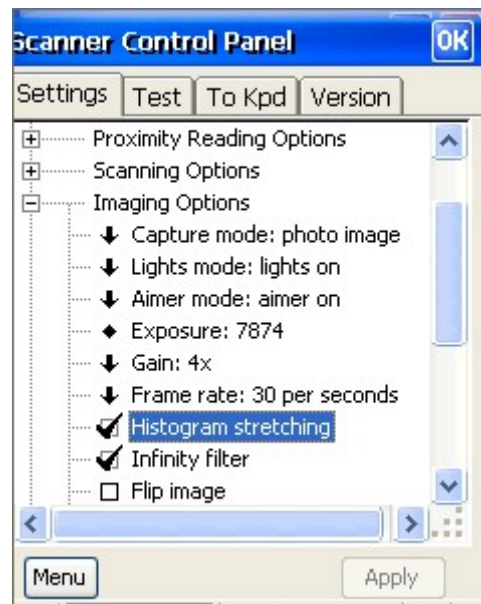 Scanner Control Panel OK
Settings Test To Kpd Version
Proximity Reading Options
Scanning Options
Imaging Options
Capture mode: photo image
Lights mode: lights on
Aimer mode: aimer on
Exposure: 7874
Gain: 4x
Frame rate: 30 per seconds
Histogram stretching
Infinity filter
Flip image
Menu Apply